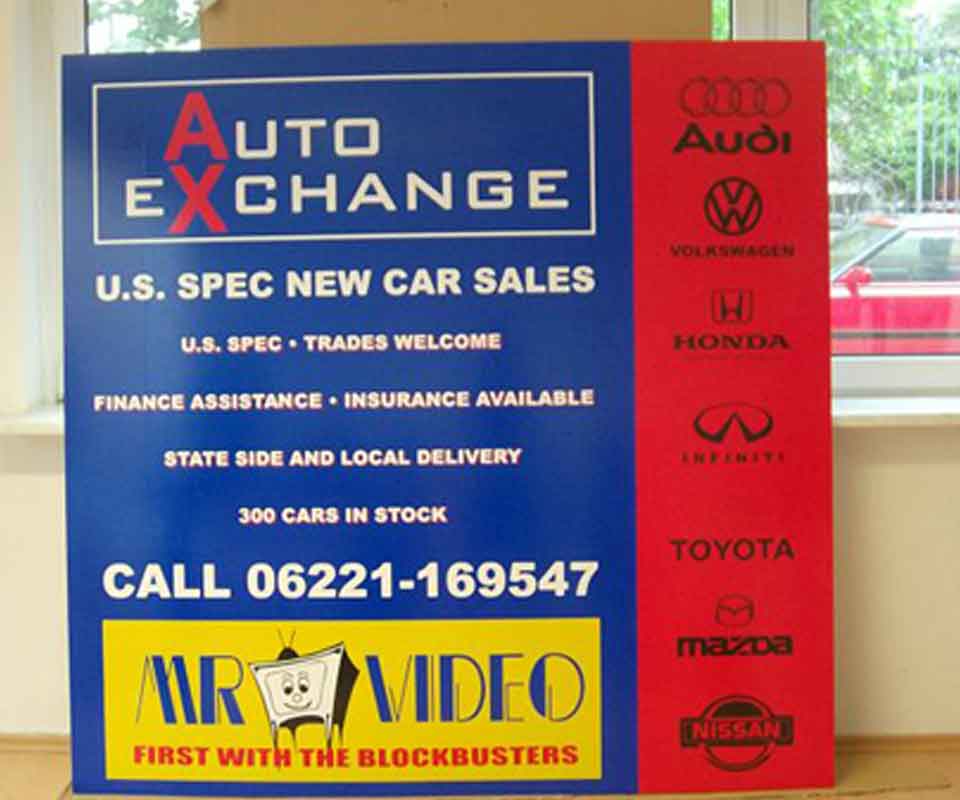 AUTO
EXCHANGE
U.S. SPEC NEW CAR SALES
U.S. SPEC • TRADES WELCOME
FINANCE ASSISTANCE • INSURANCE AVAILABLE
STATE SIDE AND LOCAL DELIVERY
300 CARS IN STOCK
CALL 06221-169547
MR VIDEO
FIRST WITH THE BLOCKBUSTERS
Audi
VOLKSWAGEN
HONDA
INFINITI
TOYOTA
mazda
NISSAN